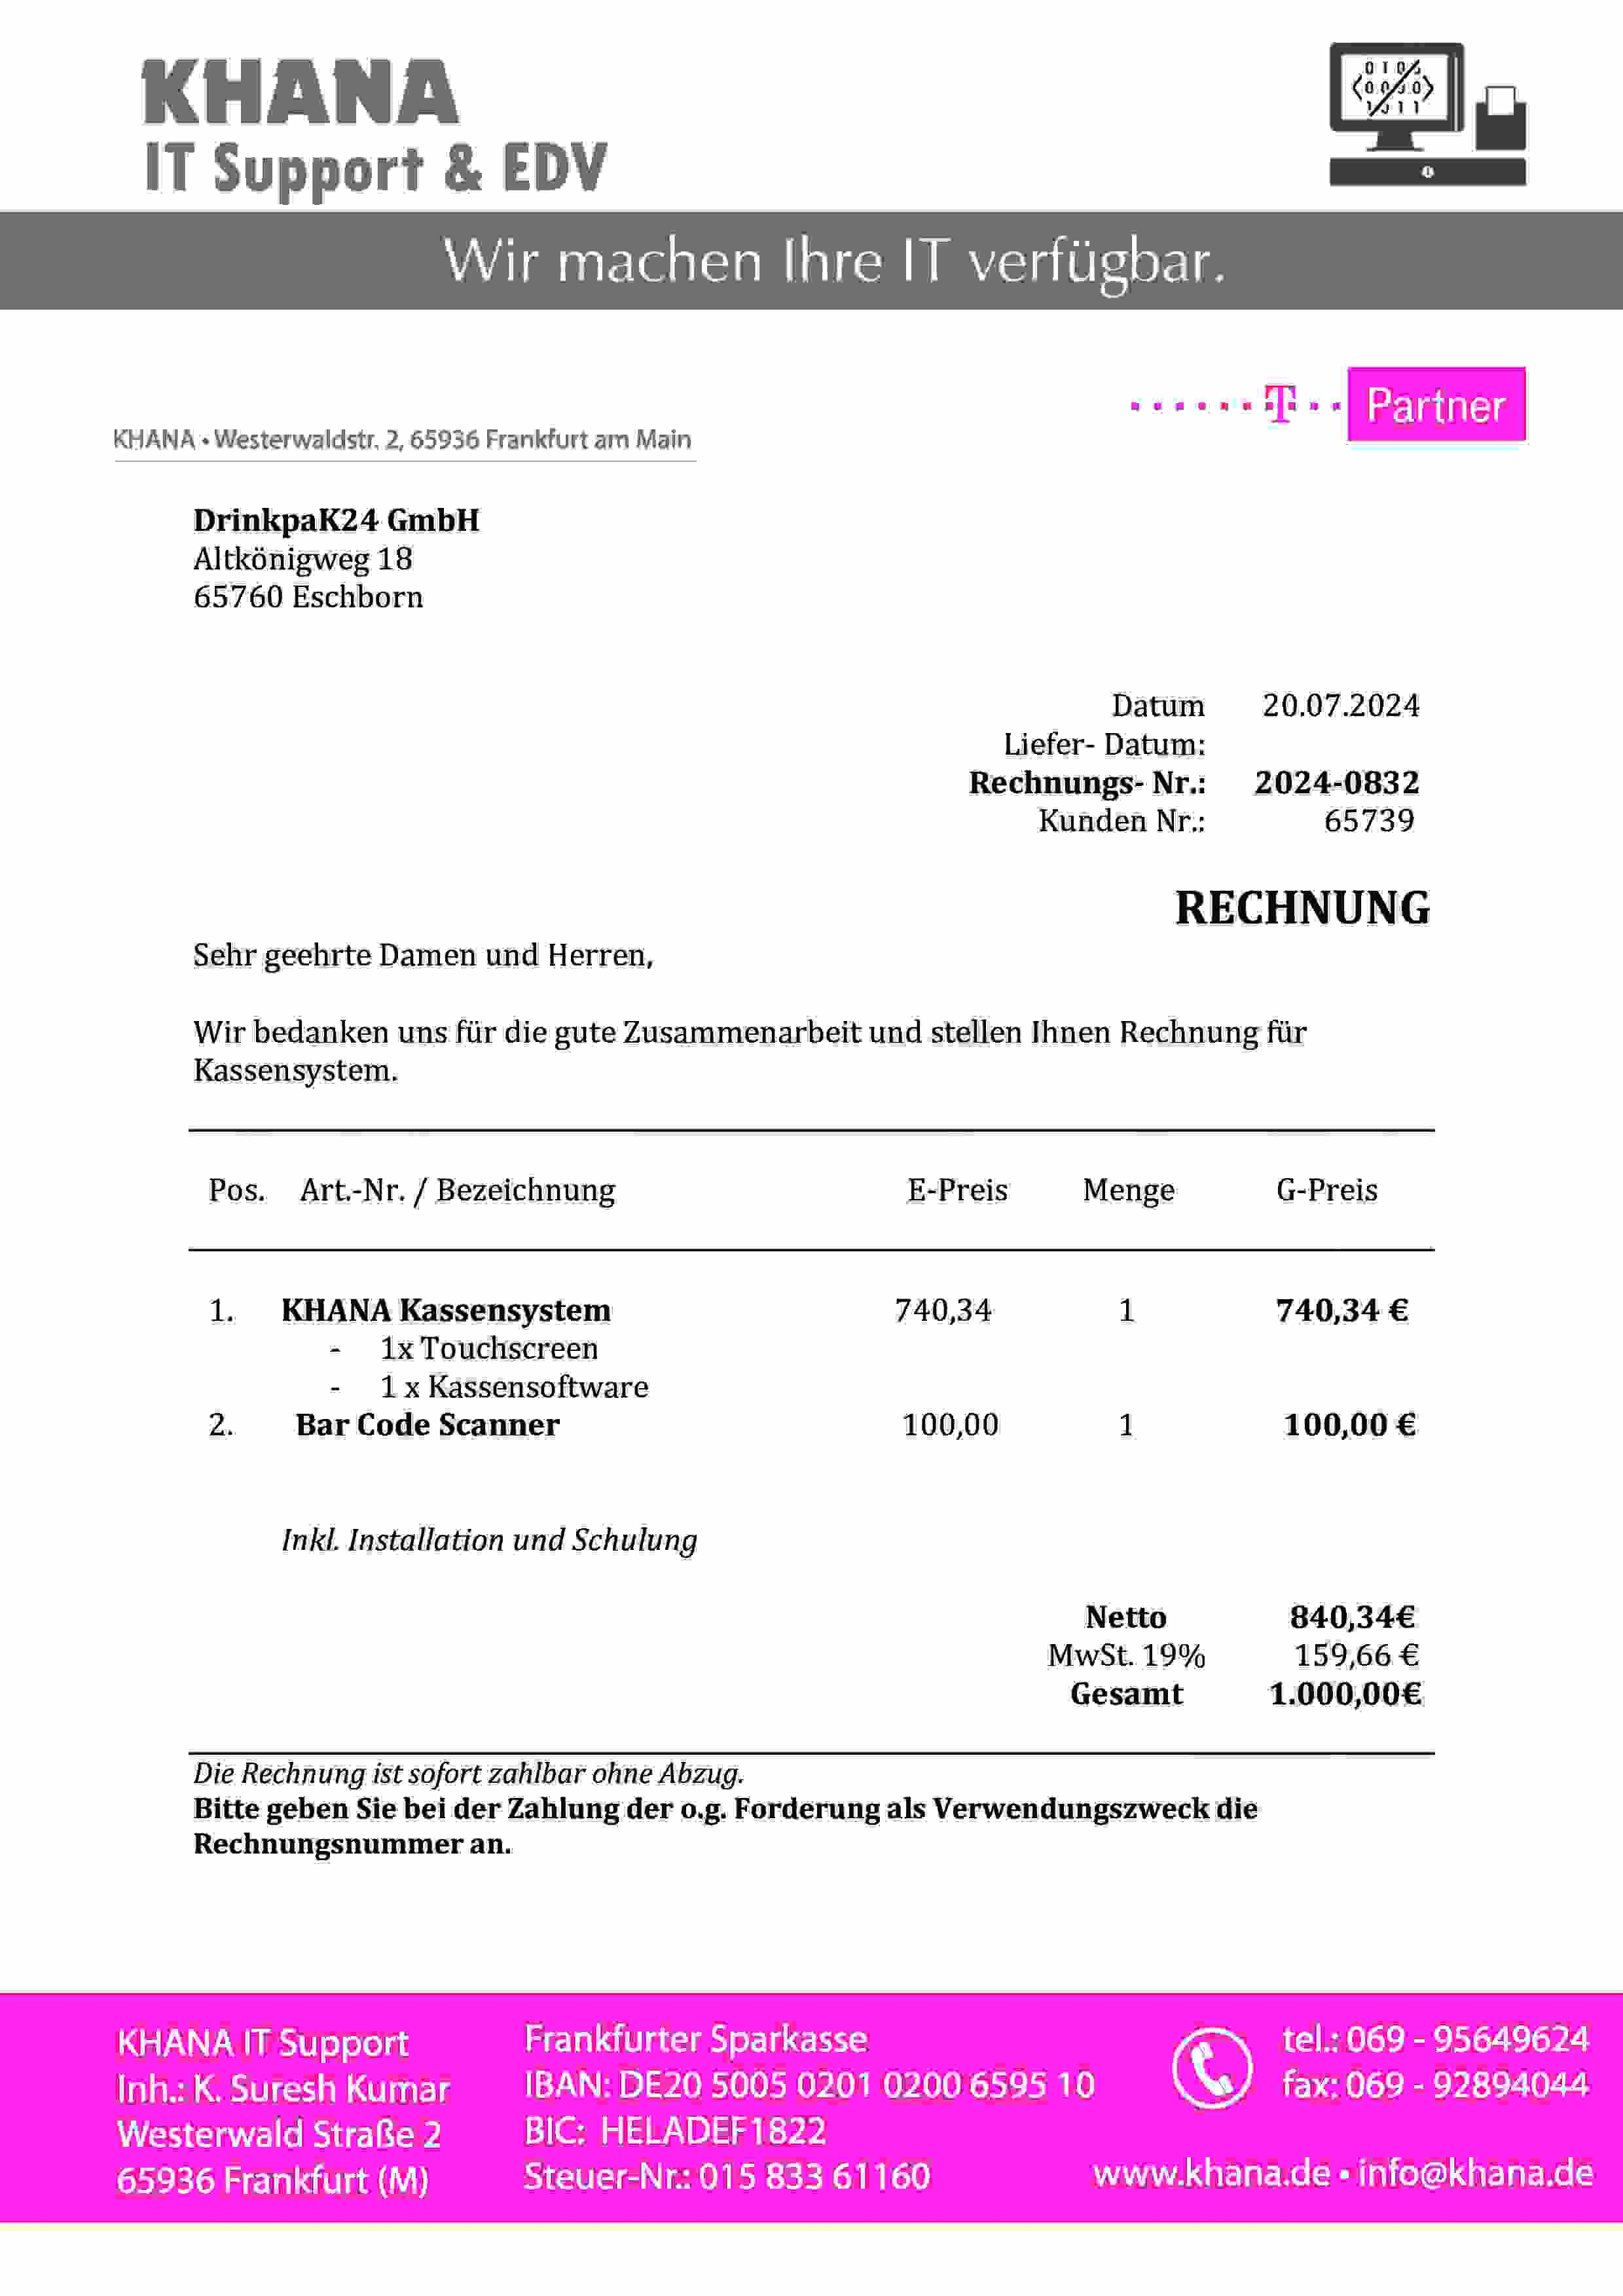 KHANA
IT Support & EDV
Wir machen Ihre IT verfügbar.
T Partner
KHANA • Westerwaldstr. 2, 65936 Frankfurt am Main
DrinkpaK24 GmbH
Altkönigweg 18
65760 Eschborn
Datum 20.07.2024
Liefer- Datum:
Rechnungs- Nr.: 2024-0832
Kunden Nr.: 65739
RECHNUNG
Sehr geehrte Damen und Herren,
Wir bedanken uns für die gute Zusammenarbeit und stellen Ihnen Rechnung für
Kassensystem.
Pos. Art.-Nr. / Bezeichnung E-Preis Menge G-Preis
1. KHANA Kassensystem 740,34 1 740,34 €
- 1x Touchscreen
- 1 x Kassensoftware
2. Bar Code Scanner 100,00 1 100,00 €
Inkl. Installation und Schulung
Netto 840,34€
MwSt. 19% 159,66 €
Gesamt 1.000,00€
Die Rechnung ist sofort zahlbar ohne Abzug.
Bitte geben Sie bei der Zahlung der o.g. Forderung als Verwendungszweck die
Rechnungsnummer an.
KHANA IT Support
Inh.: K. Suresh Kumar
Westerwald Straße 2
65936 Frankfurt (M)
Frankfurter Sparkasse
IBAN: DE20 5005 0201 0200 6595 10
BIC: HELADEF1822
Steuer-Nr.: 015 833 61160
tel.: 069 - 95649624
fax: 069 - 92894044
www.khana.de • info@khana.de